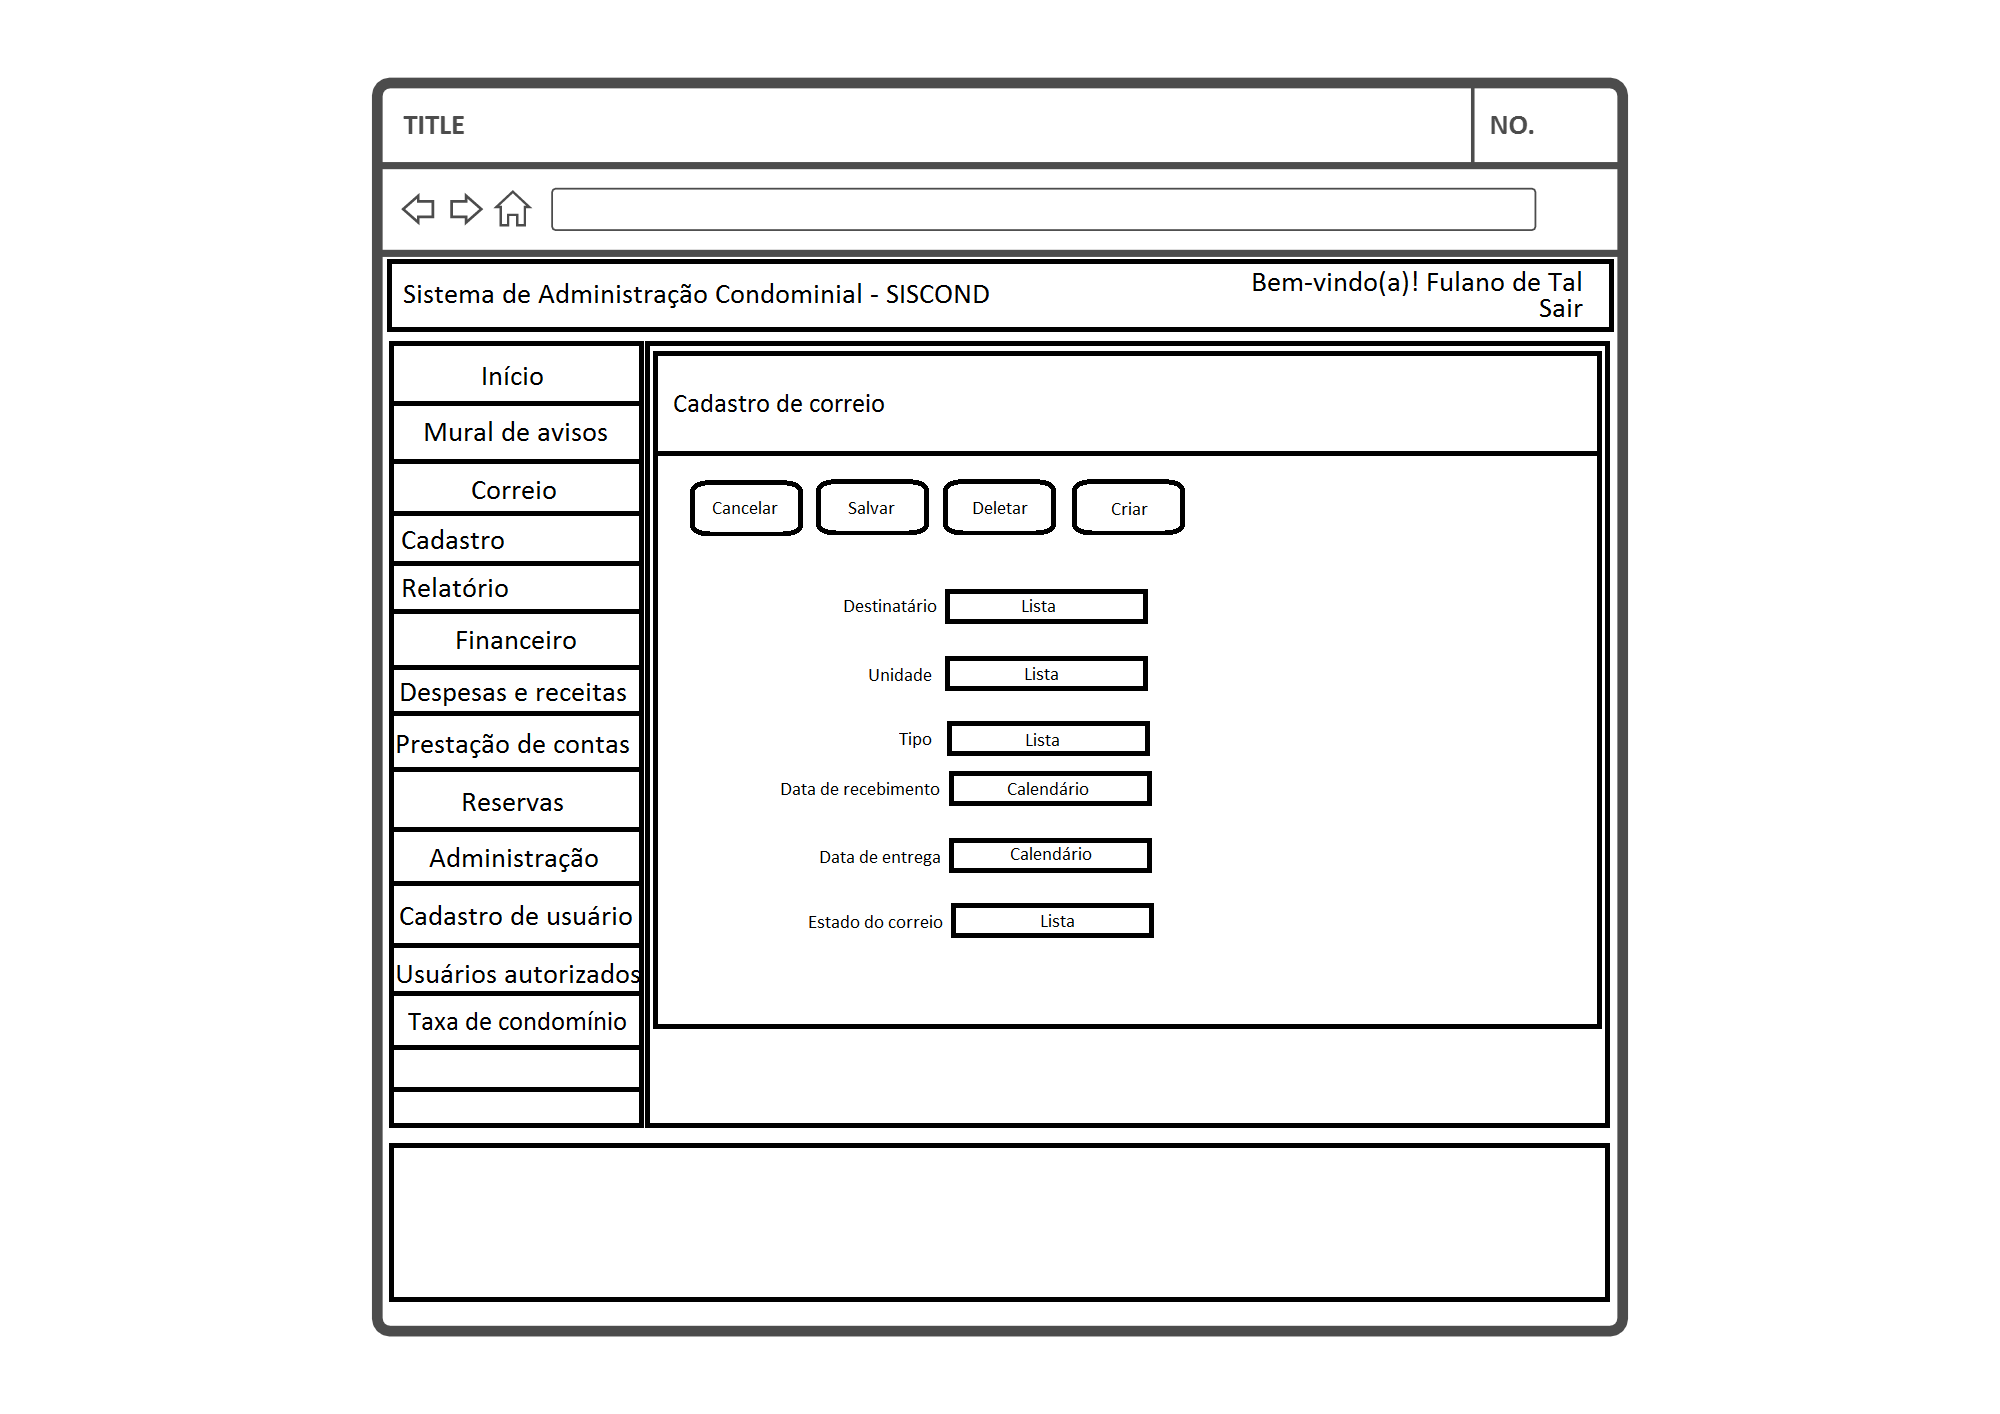 TITLE
NO.
Sistema de Administração Condominial - SISCOND
Bem-vindo(a)! Fulano de Tal
Sair
Início
Mural de avisos
Correio
Cadastro
Relatório
Financeiro
Despesas e receitas
Prestação de contas
Reservas
Administração
Cadastro de usuário
Usuários autorizados
Taxa de condomínio
Cadastro de correio
Cancelar
Salvar
Deletar
Criar
Destinatário Lista
Unidade Lista
Tipo Lista
Data de recebimento Calendário
Data de entrega Calendário
Estado do correio Lista